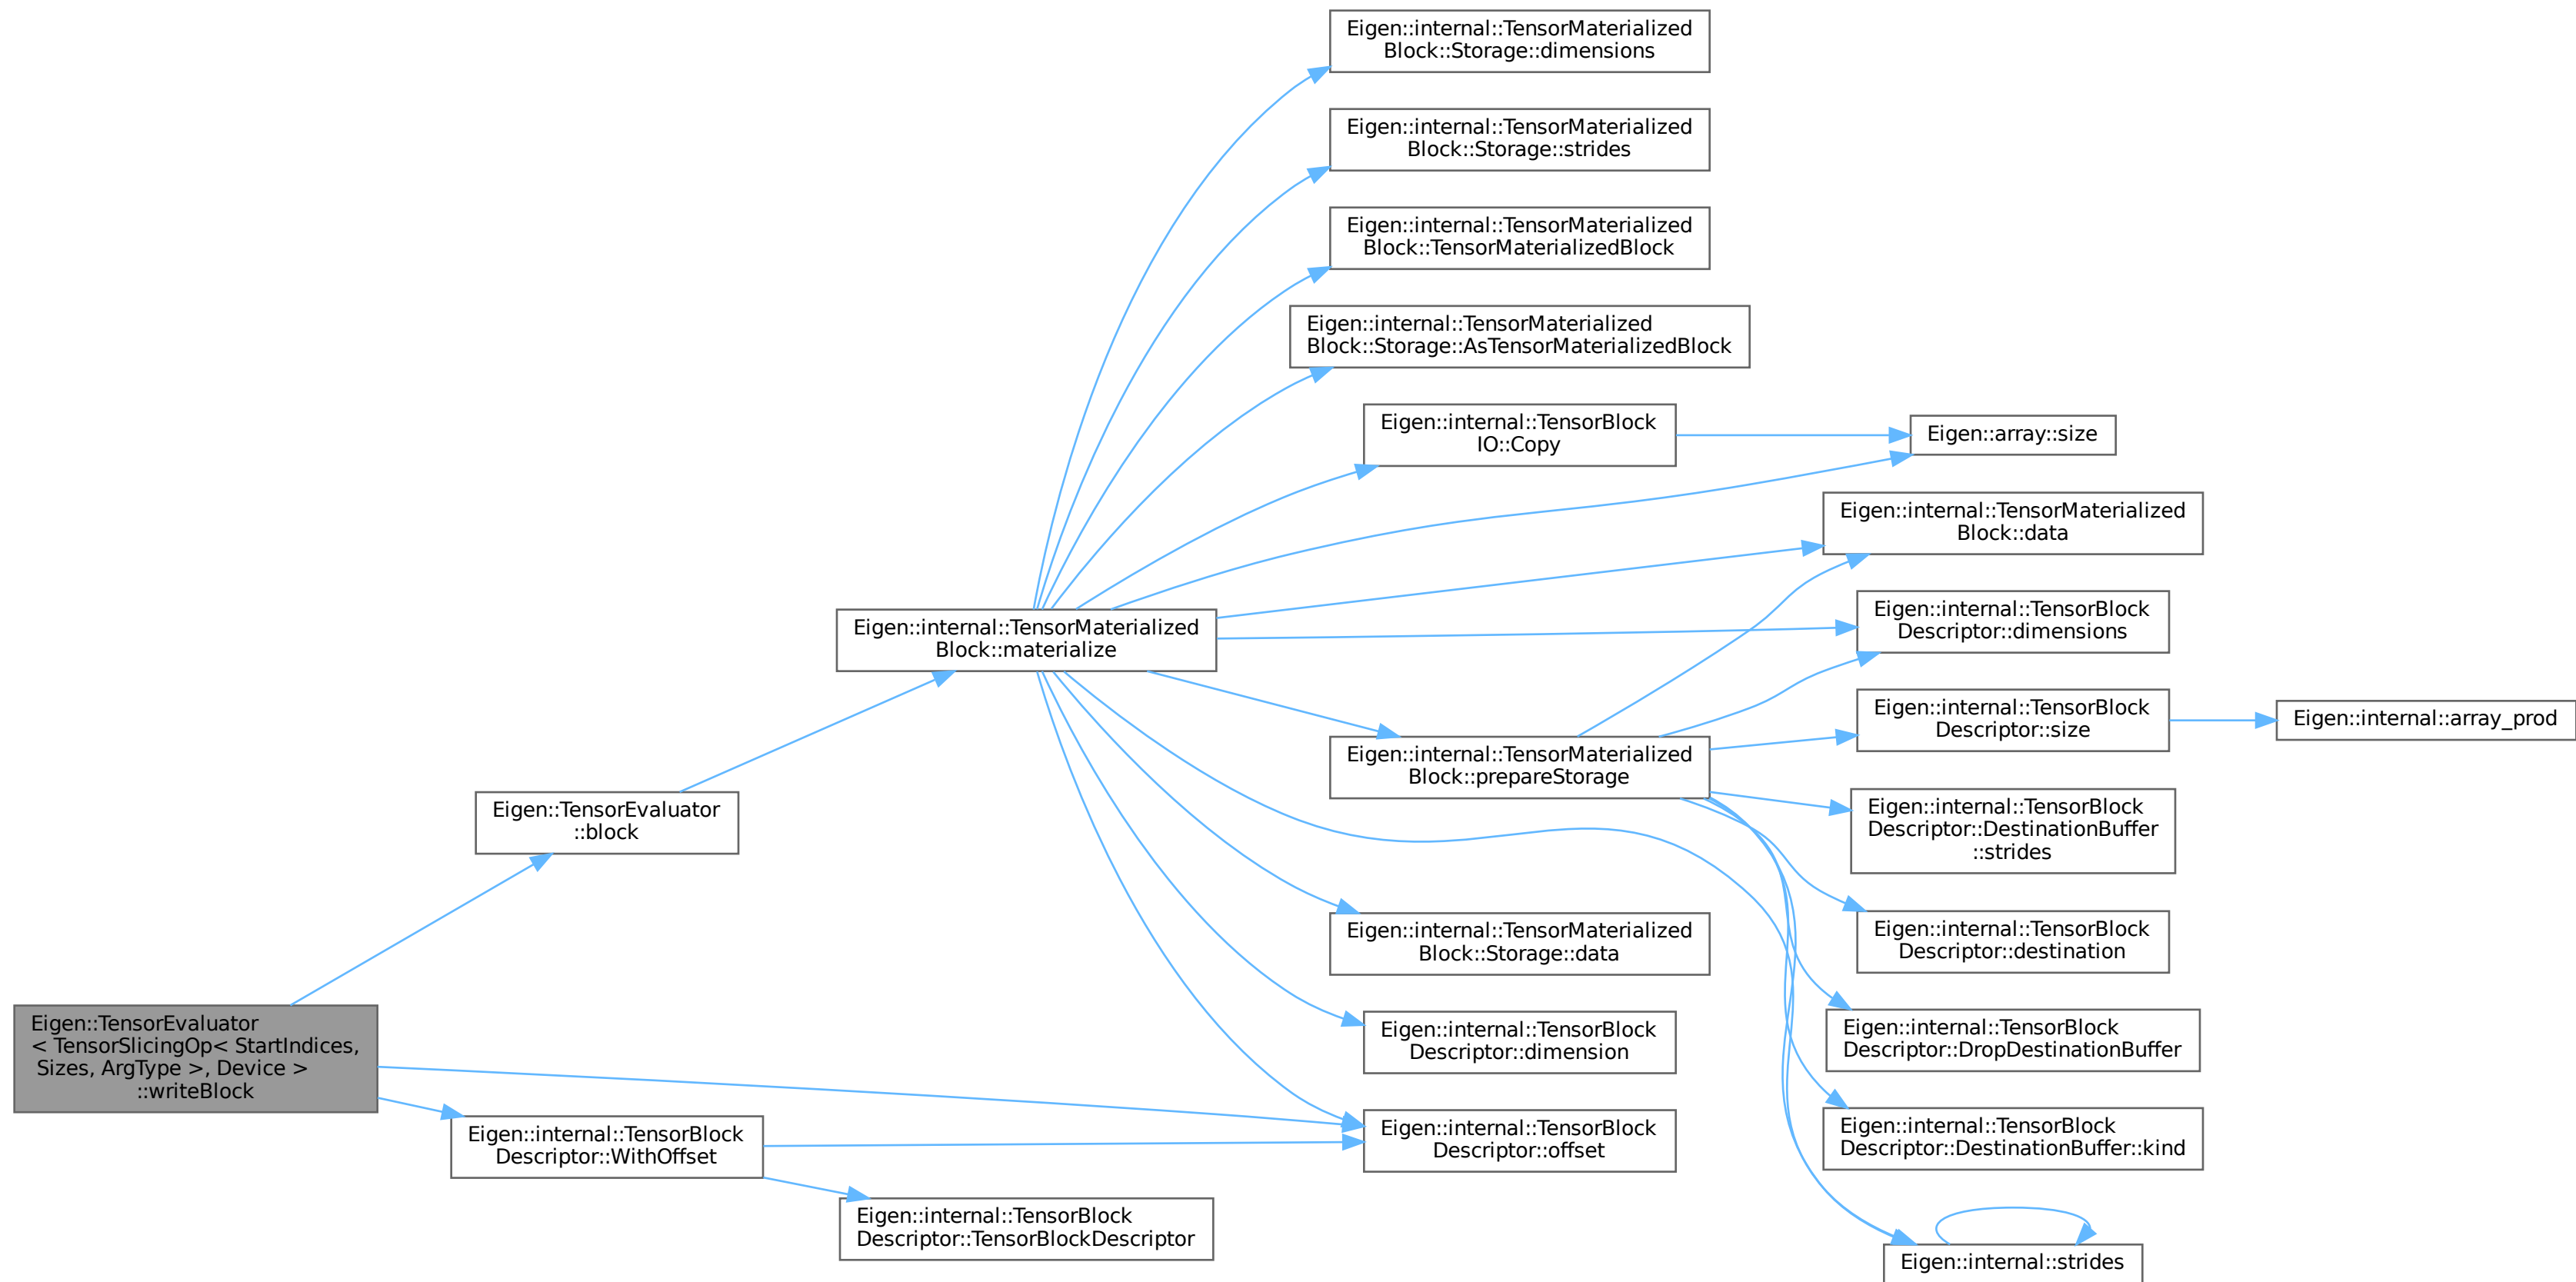 Eigen::internal::TensorMaterialized
Block::Storage::dimensions
Eigen::internal::TensorMaterialized
Block::Storage::strides
Eigen::internal::TensorMaterialized
Block::TensorMaterializedBlock
Eigen::internal::TensorMaterialized
Block::Storage::AsTensorMaterializedBlock
Eigen::internal::TensorBlock
IO::Copy
Eigen::array::size
Eigen::internal::TensorMaterialized
Block::data
Eigen::internal::TensorBlock
Descriptor::dimensions
Eigen::internal::TensorMaterialized
Block::materialize
Eigen::internal::TensorBlock
Descriptor::size
Eigen::internal::array_prod
Eigen::internal::TensorMaterialized
Block::prepareStorage
Eigen::TensorEvaluator
::block
Eigen::internal::TensorBlock
Descriptor::DestinationBuffer
::strides
Eigen::internal::TensorMaterialized
Block::Storage::data
Eigen::internal::TensorBlock
Descriptor::destination
Eigen::TensorEvaluator
< TensorSlicingOp< StartIndices,
Sizes, ArgType >, Device >
::writeBlock
Eigen::internal::TensorBlock
Descriptor::dimension
Eigen::internal::TensorBlock
Descriptor::DropDestinationBuffer
Eigen::internal::TensorBlock
Descriptor::WithOffset
Eigen::internal::TensorBlock
Descriptor::offset
Eigen::internal::TensorBlock
Descriptor::DestinationBuffer::kind
Eigen::internal::TensorBlock
Descriptor::TensorBlockDescriptor
Eigen::internal::strides